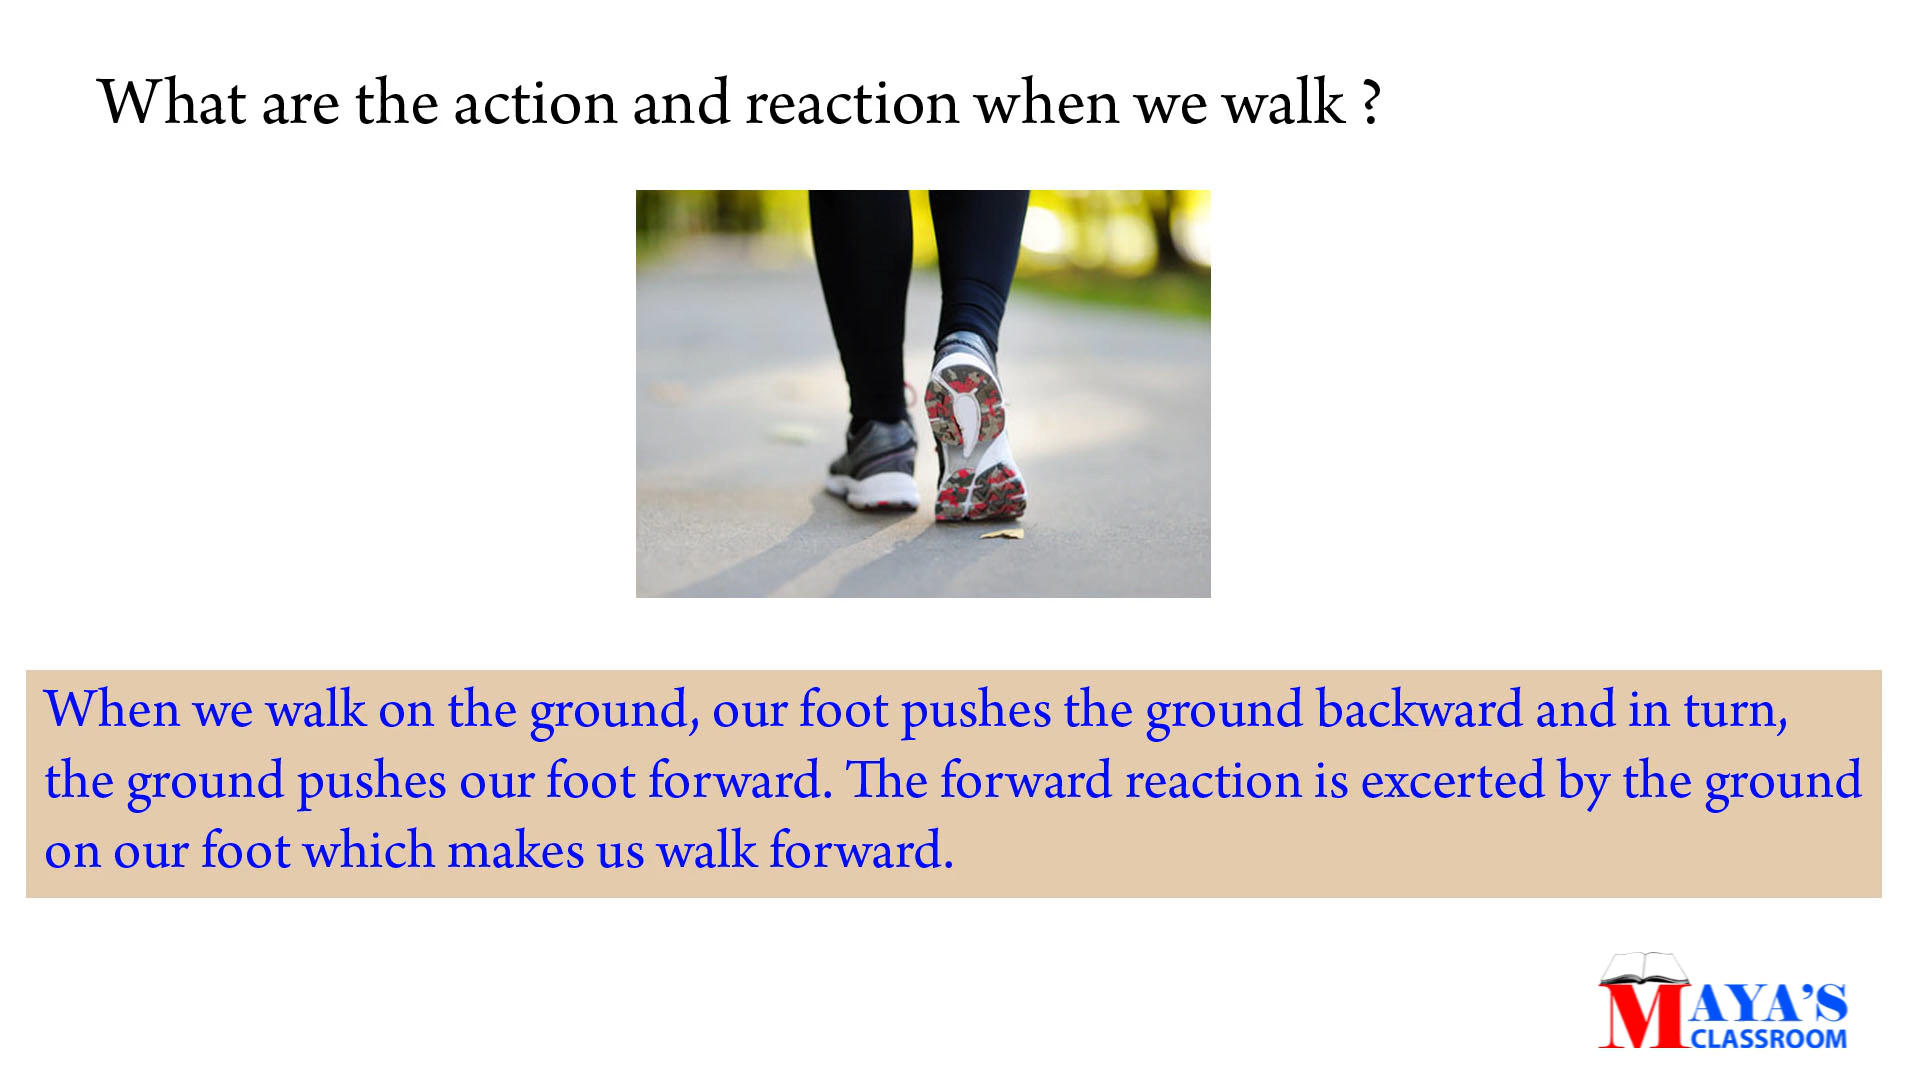 What are the action and reaction when we walk ?
When we walk on the ground, our foot pushes the ground backward and in turn,
the ground pushes our foot forward. The forward reaction is excerted by the ground
on our foot which makes us walk forward.
MAYA'S
CLASSROOM